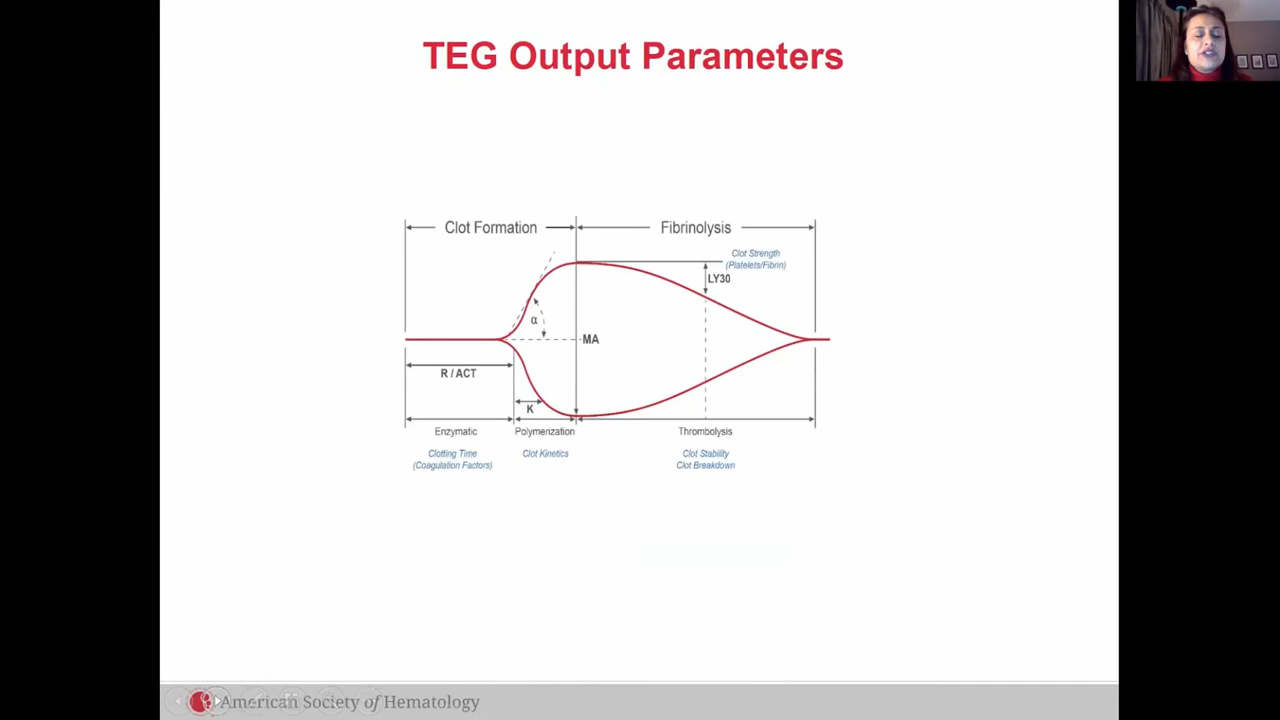 TEG Output Parameters
Clot Formation
Fibrinolysis
Clot Strength
(Platelets/Fibrin)
LY30
α
MA
R / ACT
K
Enzymatic
Polymerization
Thrombolysis
Clotting Time
(Coagulation Factors)
Clot Kinetics
Clot Stability
Clot Breakdown
American Society of Hematology